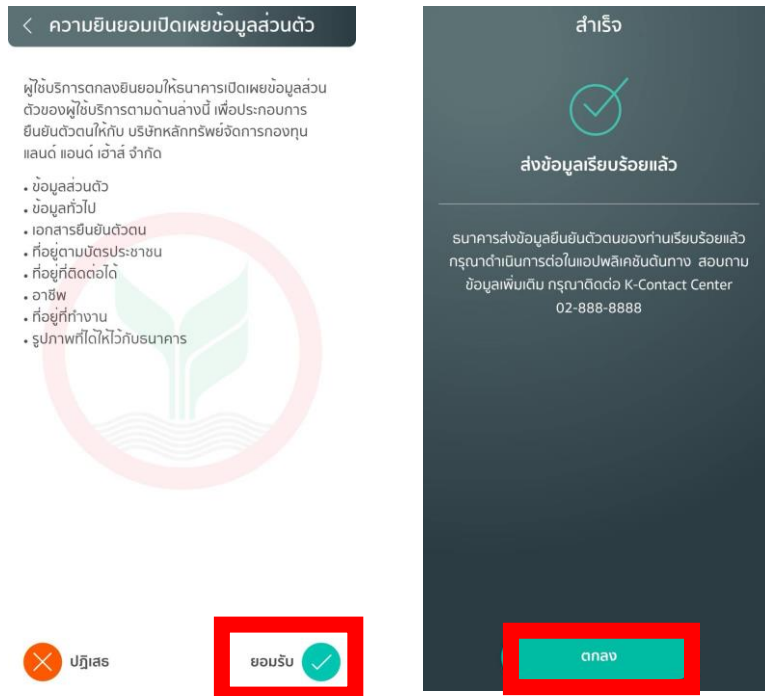 ความยินยอมเปิดเผยข้อมูลส่วนตัว
ผู้ใช้บริการตกลงยินยอมให้ธนาคารเปิดเผยข้อมูลส่วน
ตัวของผู้ใช้บริการตามด้านล่างนี้ เพื่อประกอบการ
ยืนยันตัวตนให้กับ บริษัทหลักทรัพย์จัดการกองทุน
แลนด์ แอนด์ เฮ้าส์ จำกัด
• ข้อมูลส่วนตัว
• ข้อมูลทั่วไป
• เอกสารยืนยันตัวตน
• ที่อยู่ตามบัตรประชาชน
• ที่อยู่ที่ติดต่อได้
• อาชีพ
• ที่อยู่ที่ทำงาน
• รูปภาพที่ได้ให้ไว้กับธนาคาร
ปฏิเสธ
ยอมรับ
สำเร็จ
ส่งข้อมูลเรียบร้อยแล้ว
ธนาคารส่งข้อมูลยืนยันตัวตนของท่านเรียบร้อยแล้ว
กรุณาดำเนินการต่อในแอปพลิเคชันต้นทาง สอบถาม
ข้อมูลเพิ่มเติม กรุณาติดต่อ K-Contact Center
02-888-8888
ตกลง